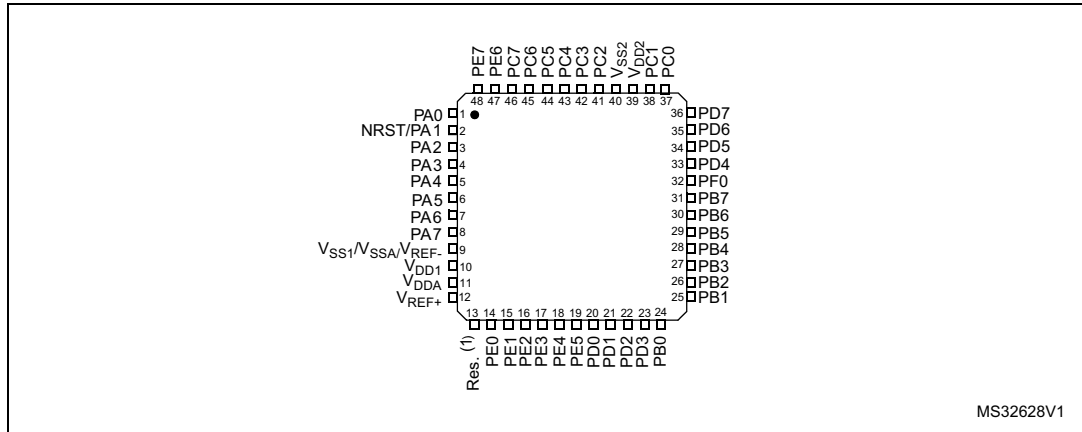 PE7
PE6
PC7
PC6
PC5
PC4
PC3
PC2
VSS2
VDD2
PC1
PC0
48 47 46 45 44 43 42 41 40 39 38 37
PA0 1
NRST/PA1 2
PA2 3
PA3 4
PA4 5
PA5 6
PA6 7
PA7 8
VSS1/VSSA/VREF- 9
VDD1 10
VDDA 11
VREF+ 12
36 PD7
35 PD6
34 PD5
33 PD4
32 PF0
31 PB7
30 PB6
29 PB5
28 PB4
27 PB3
26 PB2
25 PB1
13 14 15 16 17 18 19 20 21 22 23 24
Res. (1)
PE0
PE1
PE2
PE3
PE4
PE5
PD0
PD1
PD2
PD3
PB0
MS32628V1